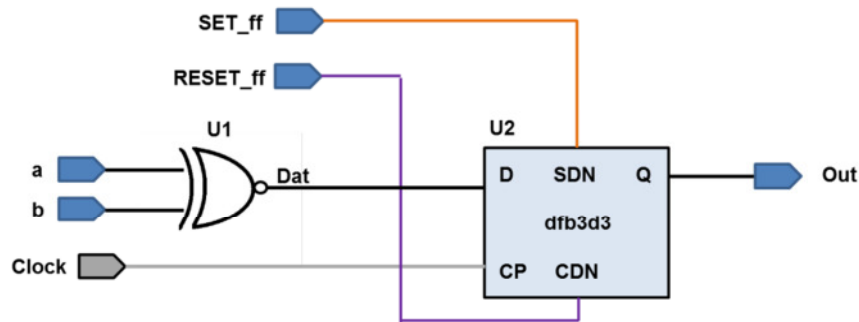 SET_ff
RESET_ff
U1
U2
a
Dat
D SDN Q
Out
b
dfb3d3
Clock
CP CDN